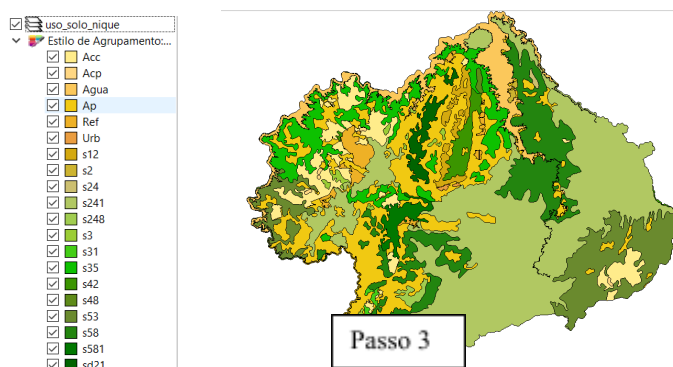 uso_solo_nique
Estilo de Agrupamento:...
Acc
Acp
Agua
Ap
Ref
Urb
s12
s2
s24
s241
s248
s3
s31
s35
s42
s48
s53
s58
s581
sd21
Passo 3